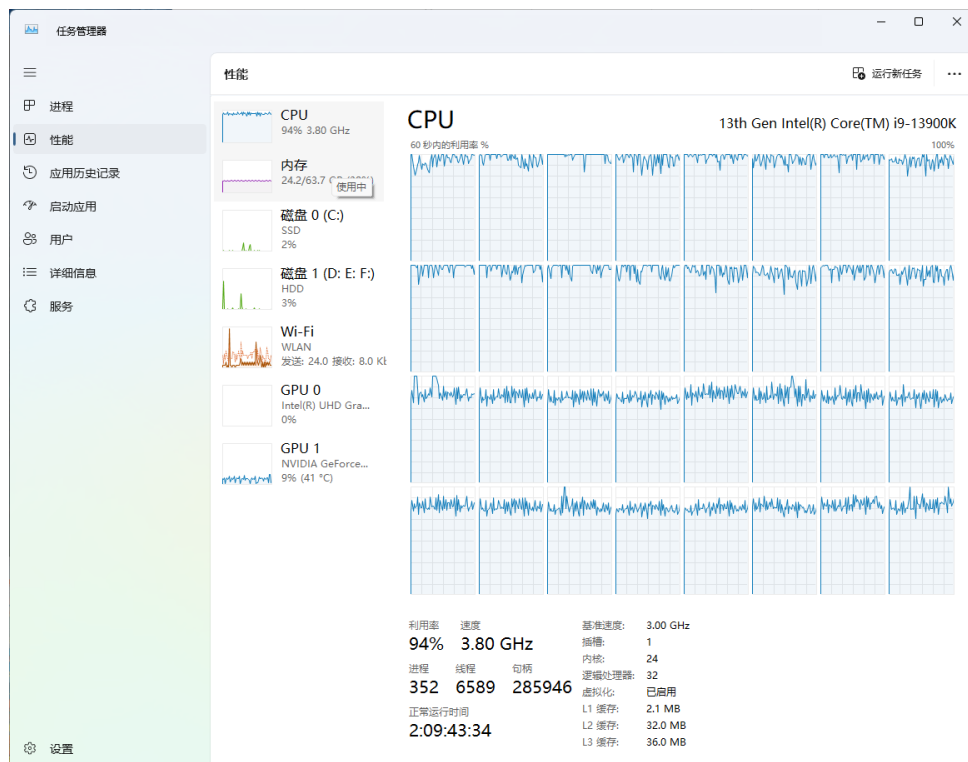 任务管理器
性能
运行新任务
进程
性能
应用历史记录
启动应用
用户
详细信息
服务
设置
CPU
94% 3.80 GHz
内存
24.2/63.7
使用中
磁盘 0 (C:)
SSD
2%
磁盘 1 (D: E: F:)
HDD
3%
Wi-Fi
WLAN
发送: 24.0 接收: 8.0 Kb
GPU 0
Intel(R) UHD Gra...
0%
GPU 1
NVIDIA GeForce...
9% (41 °C)
CPU
13th Gen Intel(R) Core(TM) i9-13900K
60 秒内的利用率 %
100%
利用率 速度
94% 3.80 GHz
进程 线程 句柄
352 6589 285946
正常运行时间
2:09:43:34
基准速度: 3.00 GHz
插槽: 1
内核: 24
逻辑处理器: 32
虚拟化: 已启用
L1 缓存: 2.1 MB
L2 缓存: 32.0 MB
L3 缓存: 36.0 MB